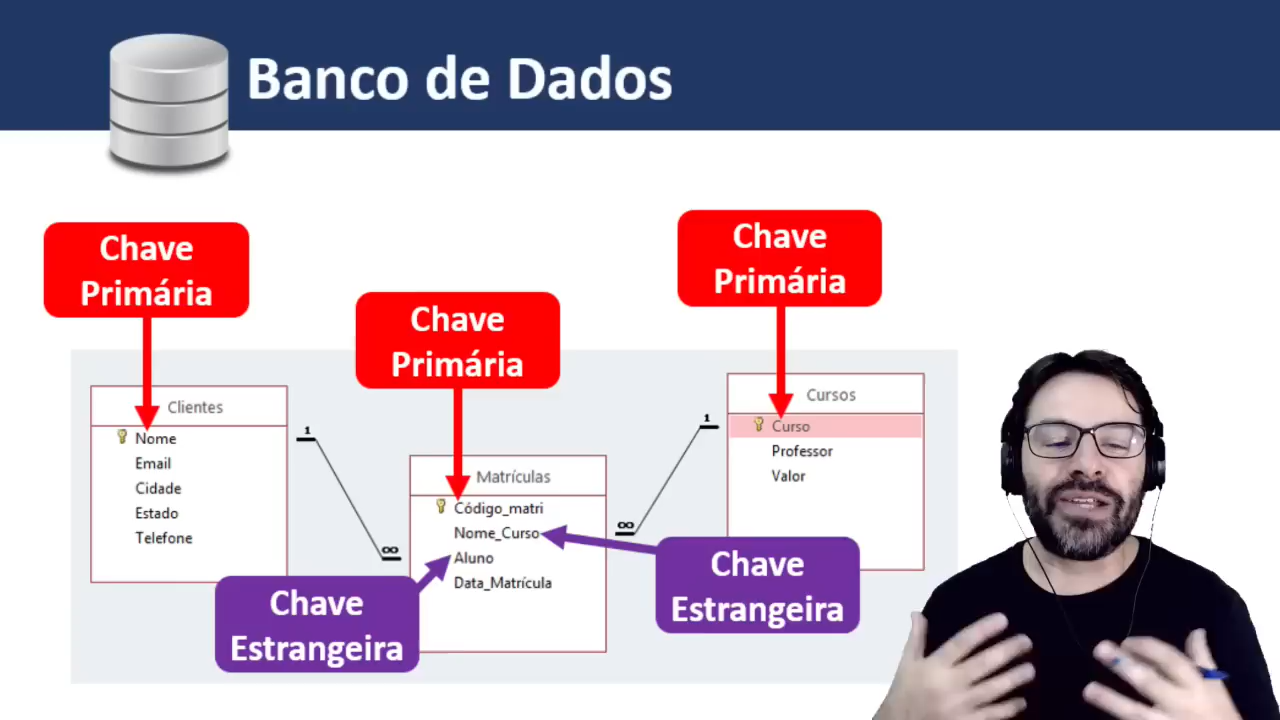 Banco de Dados
Chave
Primária
Chave
Primária
Chave
Primária
Clientes
Nome
Email
Cidade
Estado
Telefone
1
∞
Matrículas
Código_matri
Nome_Curso
Aluno
Data_Matrícula
1
∞
Cursos
Curso
Professor
Valor
Chave
Estrangeira
Chave
Estrangeira